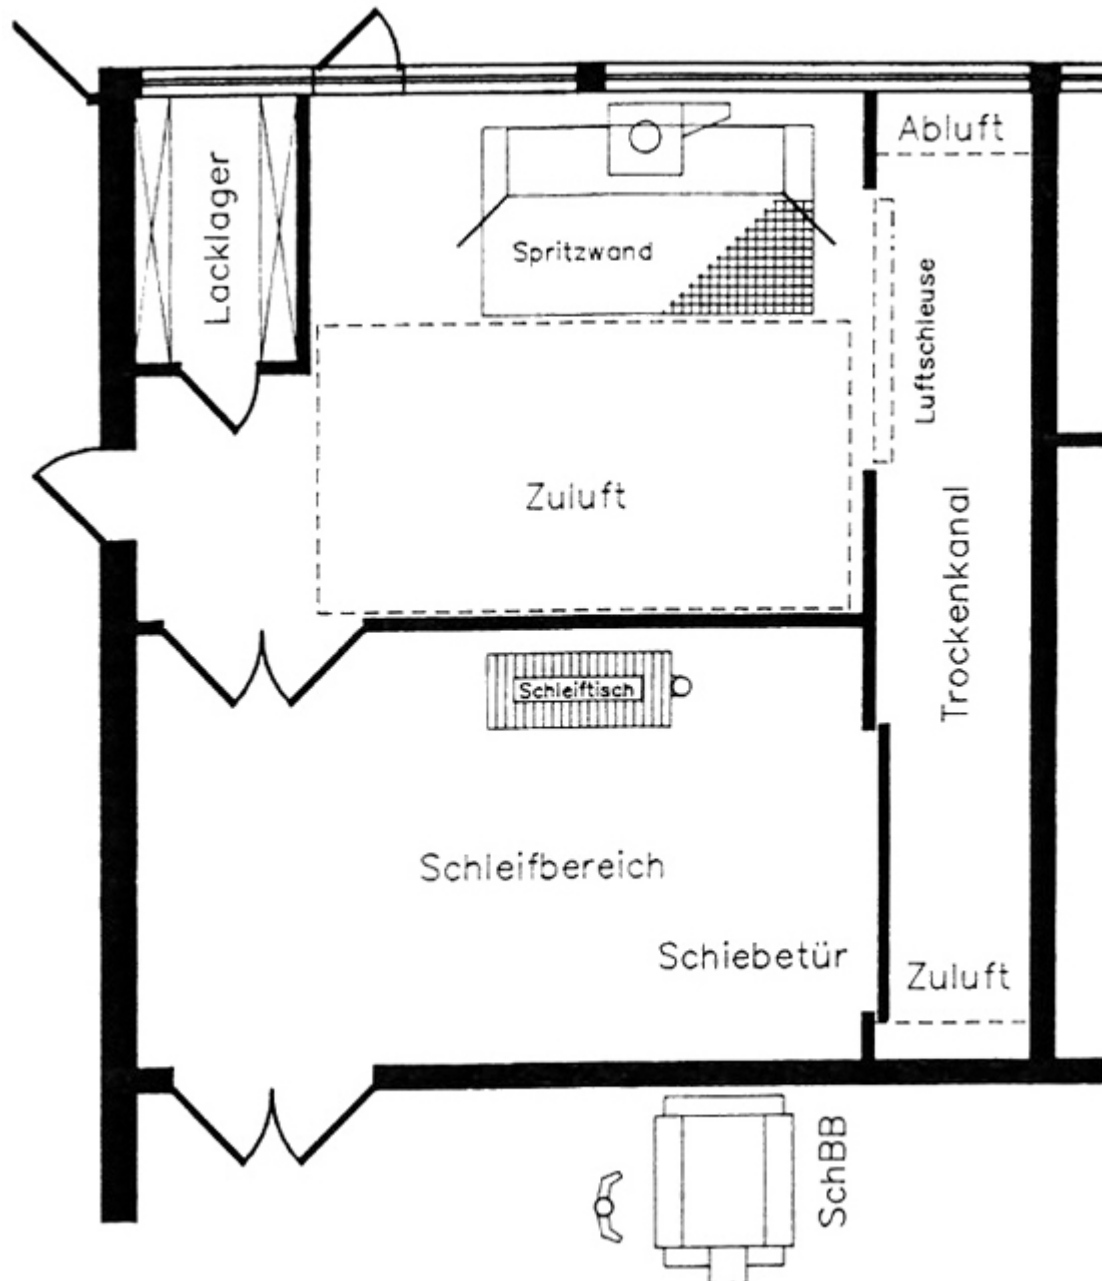 Abluft
Lacklager
Spritzwand
Luftschleuse
Zuluft
Trockenkanal
Schleiftisch
Schleifbereich
Schiebetür
Zuluft
SchBB